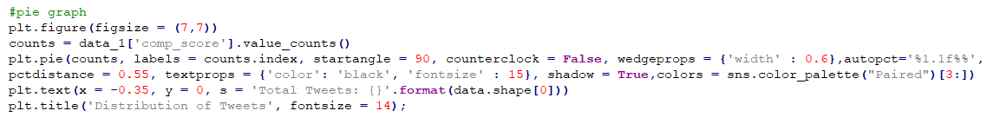 #pie graph
plt.figure(figsize = (7,7))
counts = data_1['comp_score'].value_counts()
plt.pie(counts, labels = counts.index, startangle = 90, counterclock = False, wedgeprops = {'width' : 0.6},autopct='%1.1f%%',
pctdistance = 0.55, textprops = {'color': 'black', 'fontsize' : 15}, shadow = True,colors = sns.color_palette("Paired")[3:])
plt.text(x = -0.35, y = 0, s = 'Total Tweets: {}'.format(data.shape[0]))
plt.title('Distribution of Tweets', fontsize = 14);